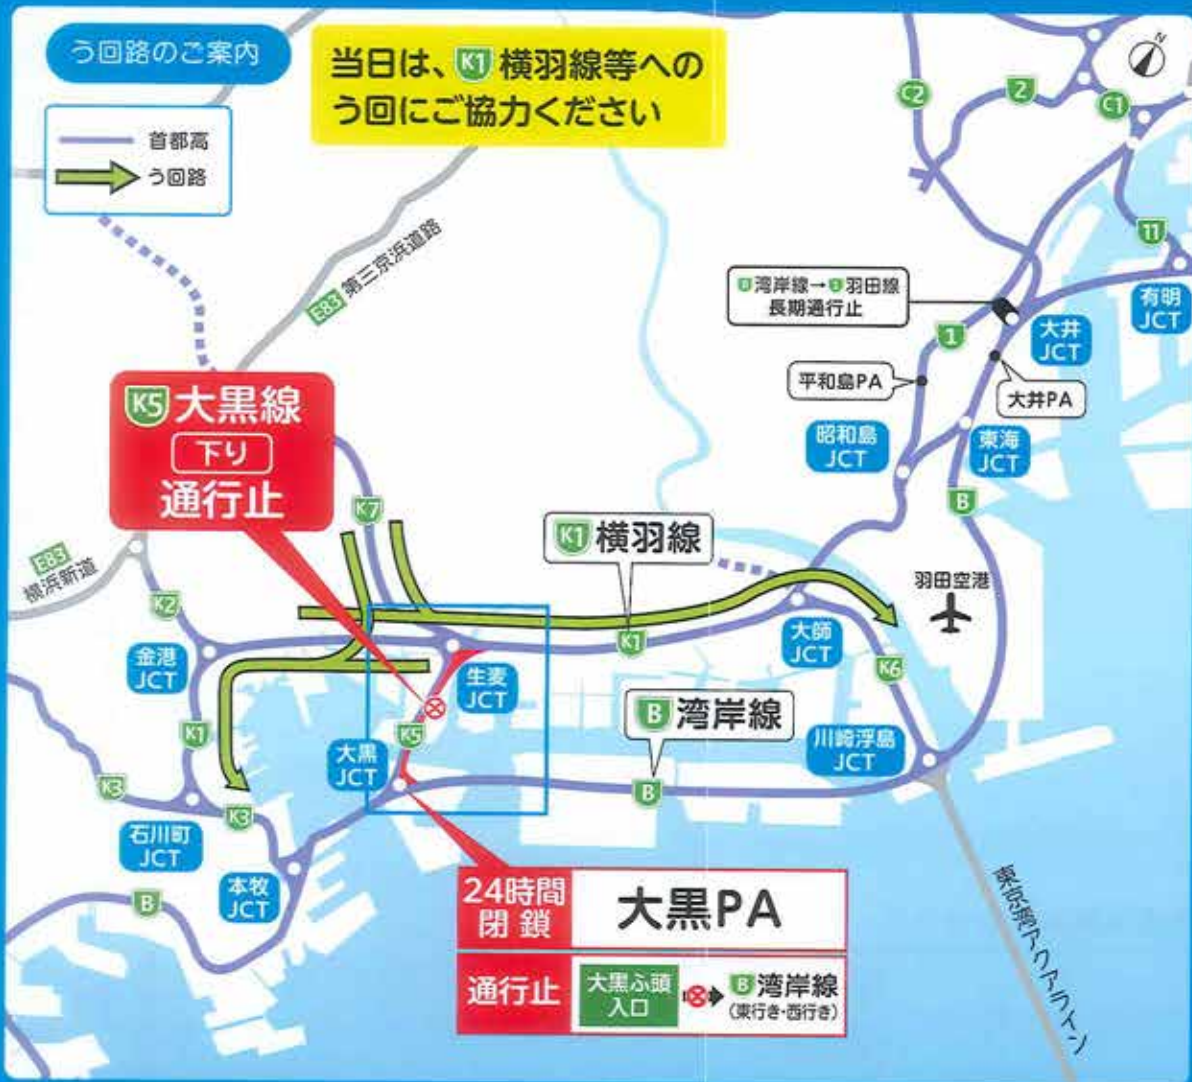 う回路のご案内
当日は、K1 横羽線等への
う回にご協力ください
首都高
う回路
C2
2
C1
11
E83 第三京浜道路
B湾岸線→1羽田線
長期通行止
有明
JCT
大井
JCT
1
平和島PA
大井PA
昭和島
JCT
東海
JCT
B
K5 大黒線
下り
通行止
K7
K1 横羽線
羽田空港
E83
横浜新道
K2
金港
JCT
生麦
JCT
K1
大師
JCT
K6
K1
K5
B 湾岸線
大黒
JCT
川崎浮島
JCT
K3
K3
B
石川町
JCT
本牧
JCT
B
24時間
閉鎖
大黒PA
通行止
大黒ふ頭
入口
B 湾岸線
(東行き・西行き)
東京湾アクアライン
N